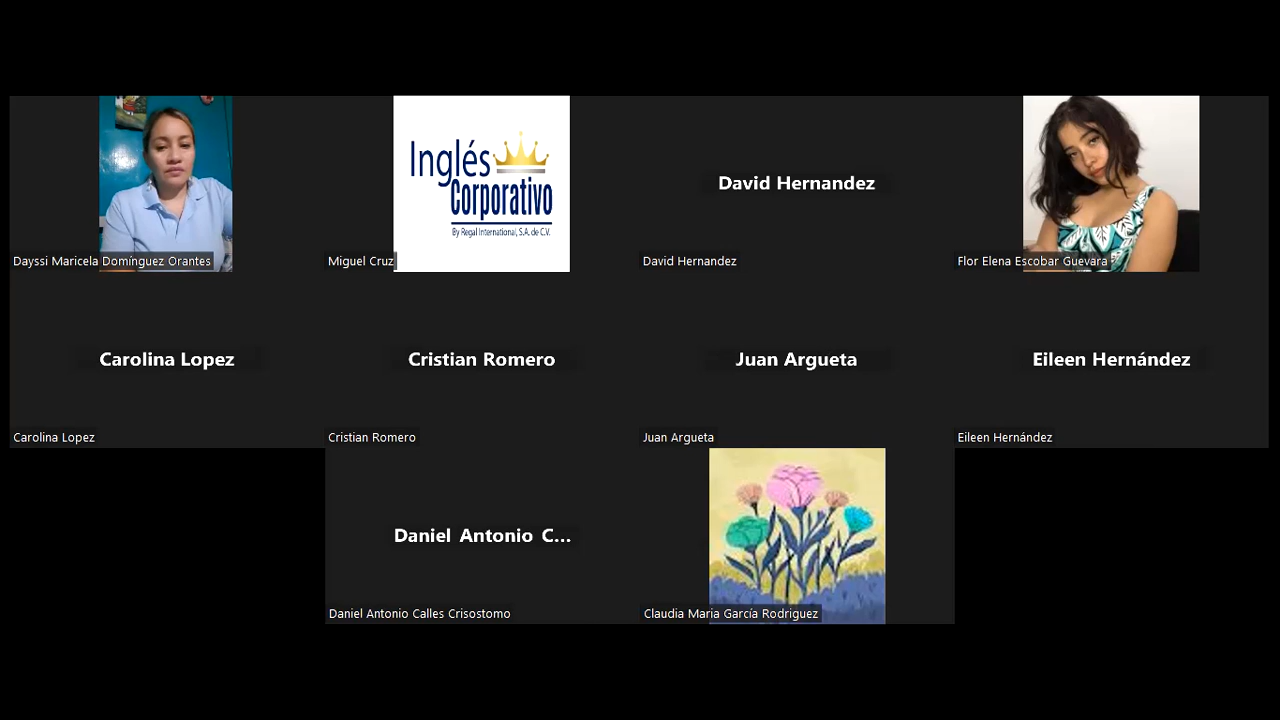 Inglés
Corporativo
By Regal International, S.A. de C.V.
David Hernandez
Dayssi Maricela Domínguez Orantes
Miguel Cruz
David Hernandez
Flor Elena Escobar Guevara
Carolina Lopez
Cristian Romero
Juan Argueta
Eileen Hernández
Carolina Lopez
Cristian Romero
Juan Argueta
Eileen Hernández
Daniel Antonio C...
Daniel Antonio Calles Crisostomo
Claudia Maria García Rodriguez